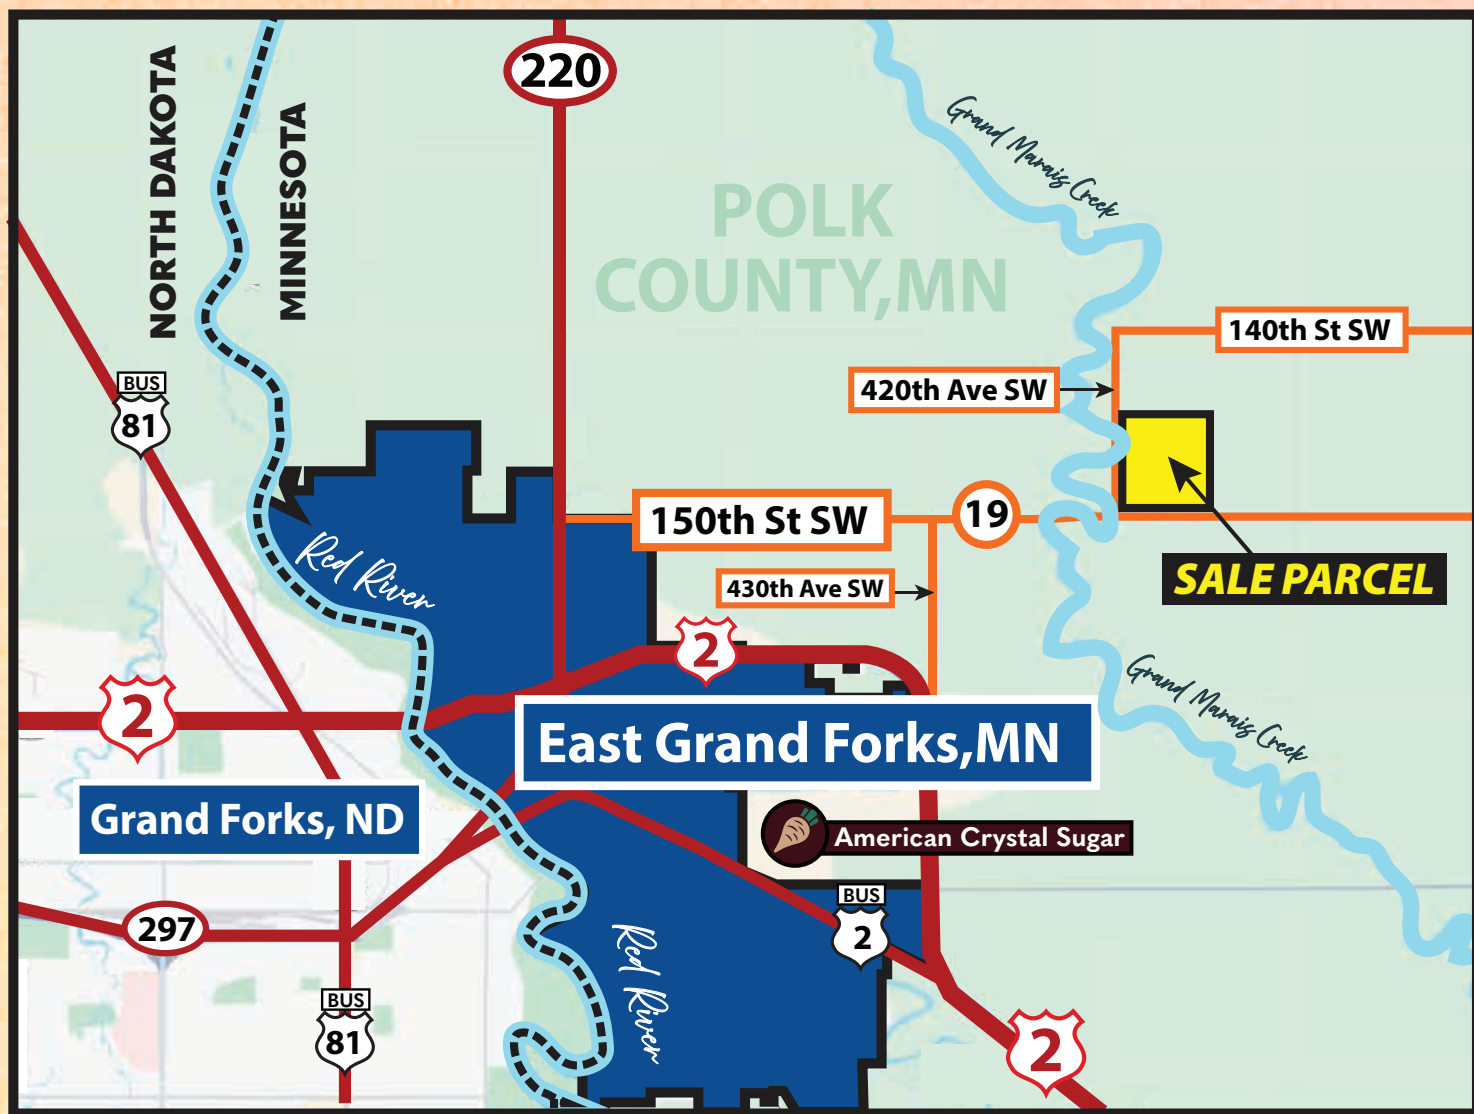 220
NORTH DAKOTA
MINNESOTA
Grand Marais Creek
POLK
COUNTY,MN
140th St SW
420th Ave SW
BUS
81
150th St SW
19
SALE PARCEL
Red River
430th Ave SW
2
2
Grand Marais Creek
East Grand Forks,MN
Grand Forks, ND
American Crystal Sugar
BUS
2
297
Red River
BUS
81
2